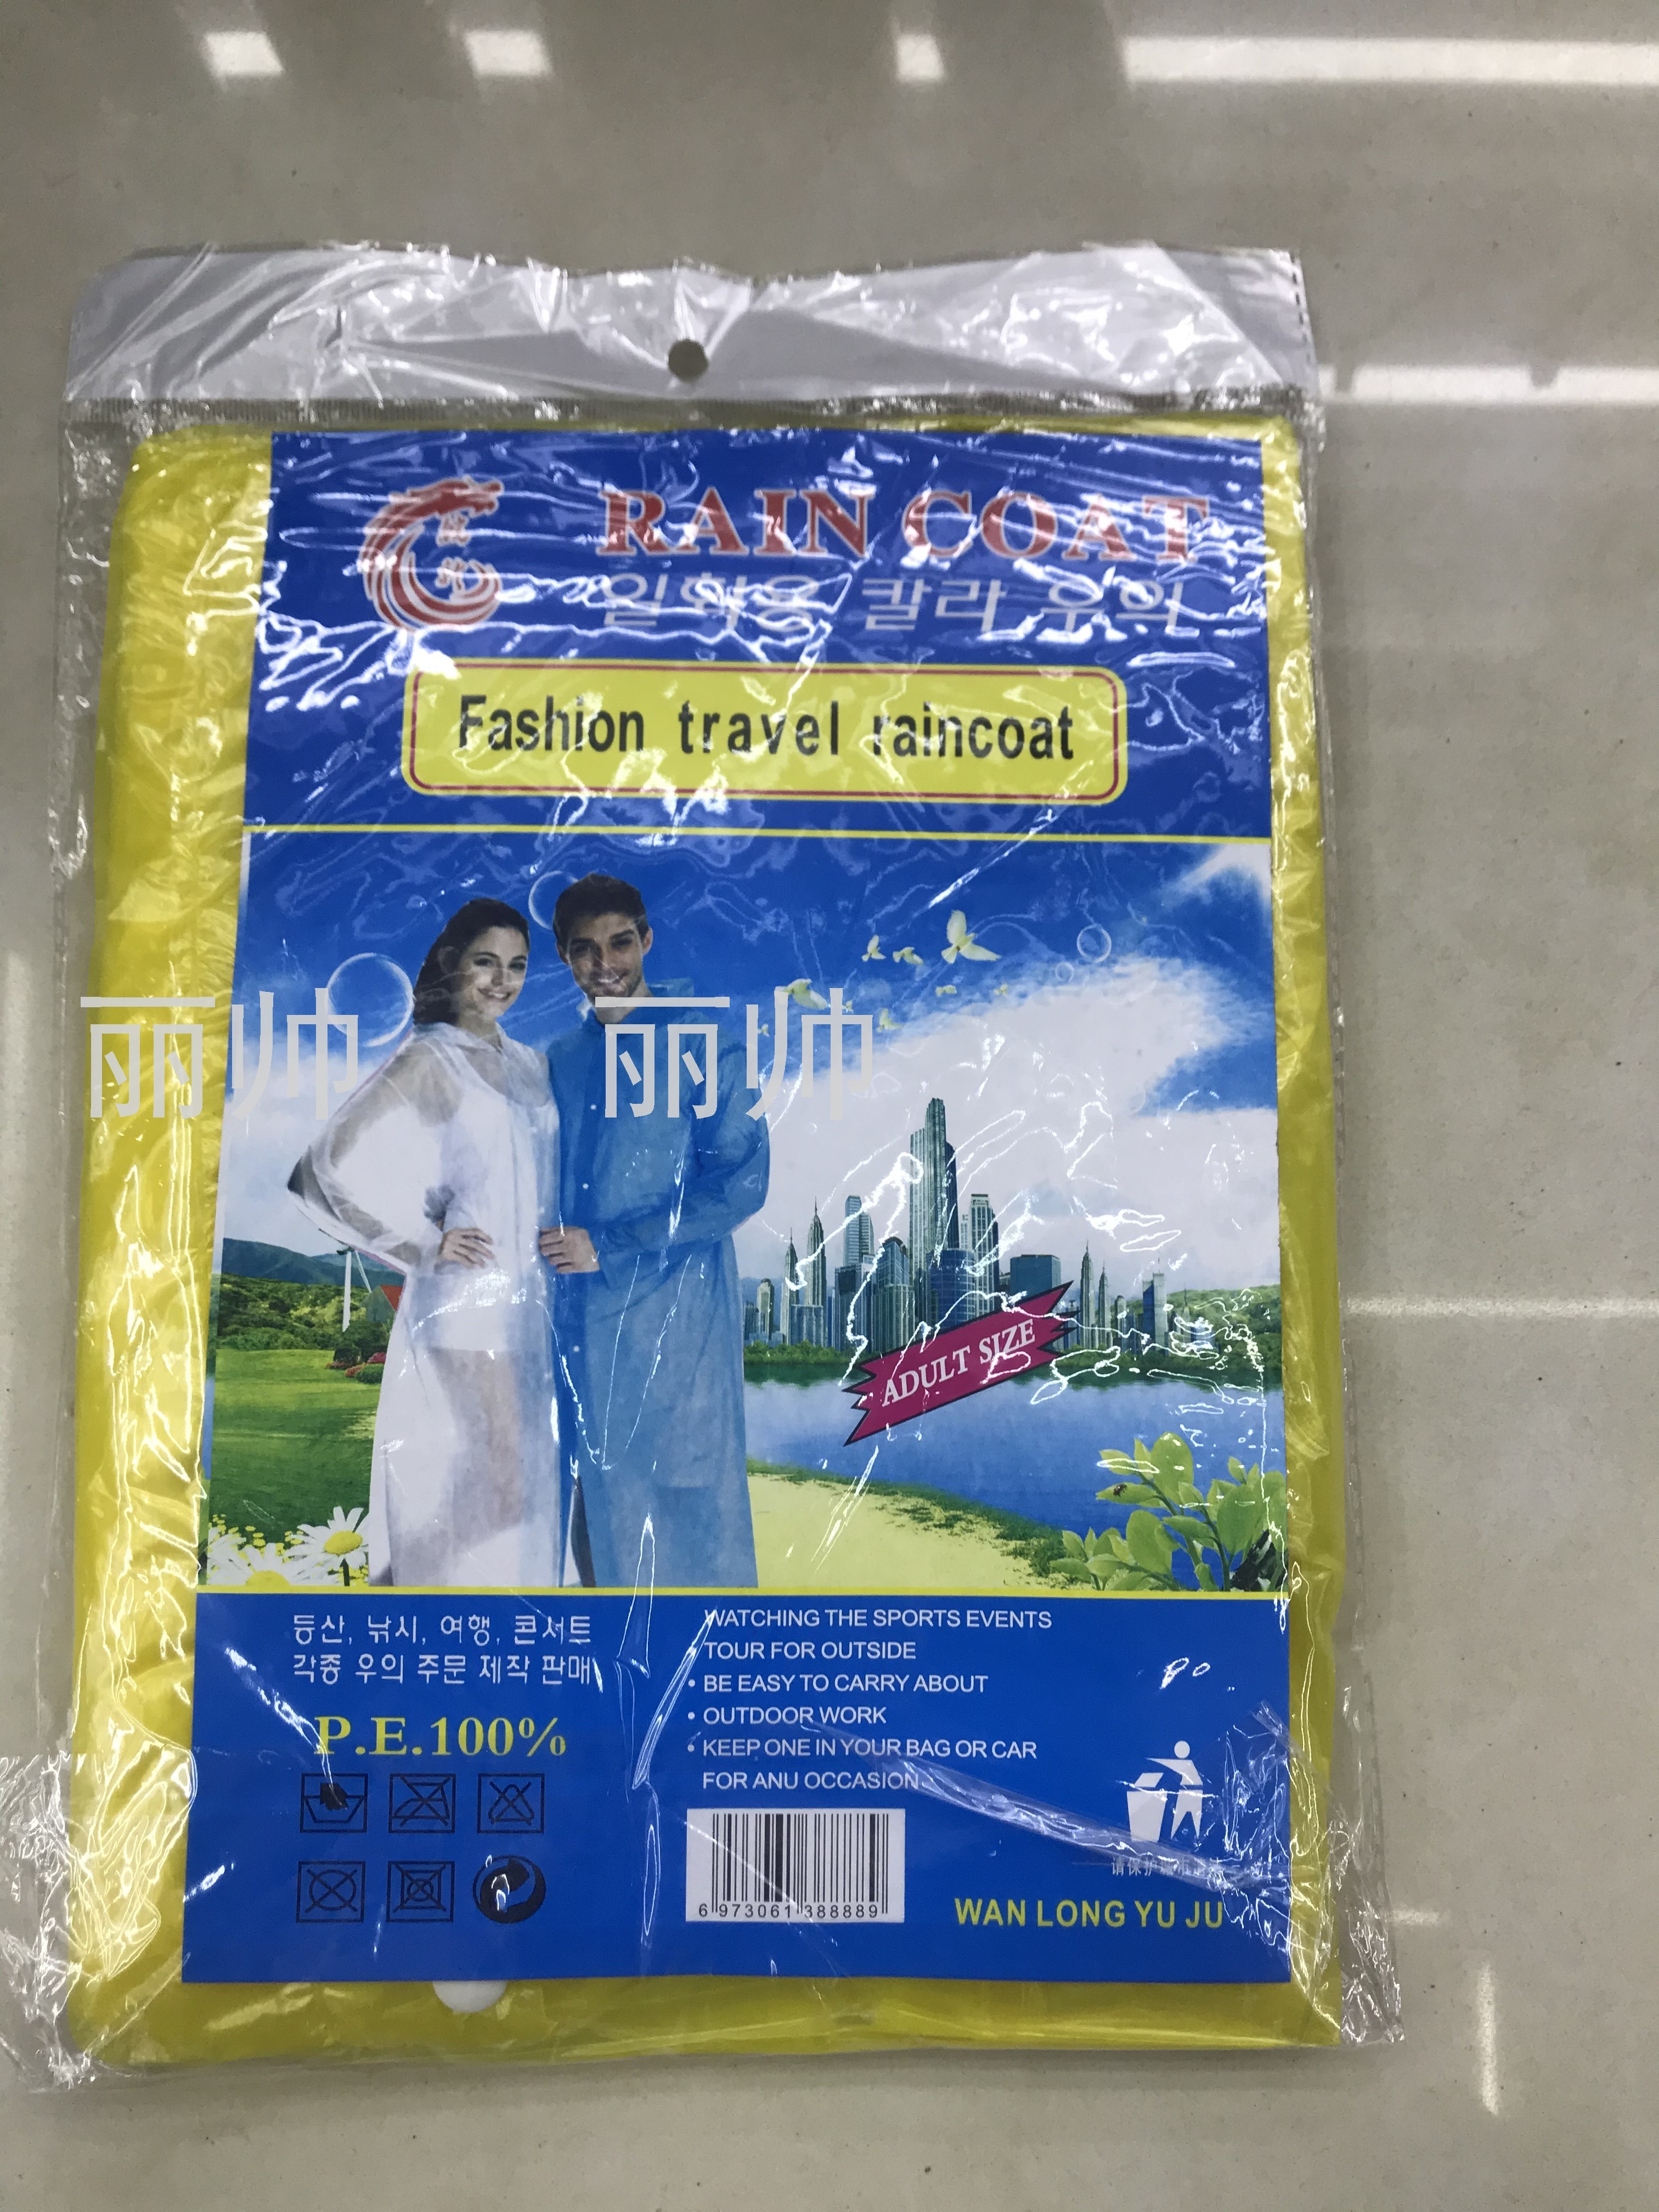 RAIN COAT
일회용 칼라 우의
Fashion travel raincoat
丽帅 丽帅
ADULT SIZE
등산, 낚시, 여행, 콘서트
각종 우의 주문 제작 판매
P.E.100%
WATCHING THE SPORTS EVENTS
TOUR FOR OUTSIDE
• BE EASY TO CARRY ABOUT
• OUTDOOR WORK
• KEEP ONE IN YOUR BAG OR CAR
FOR ANU OCCASION
6 973061 388889
WAN LONG YU JU